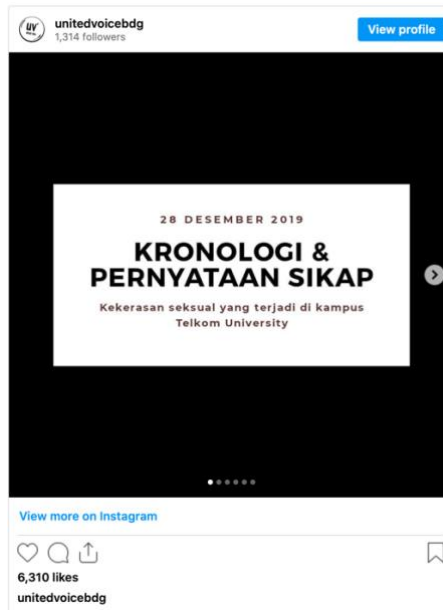 UV
unitedvoicebdg
1,314 followers
View profile
28 DESEMBER 2019
KRONOLOGI &
PERNYATAAN SIKAP
Kekerasan seksual yang terjadi di kampus
Telkom University
View more on Instagram
6,310 likes
unitedvoicebdg